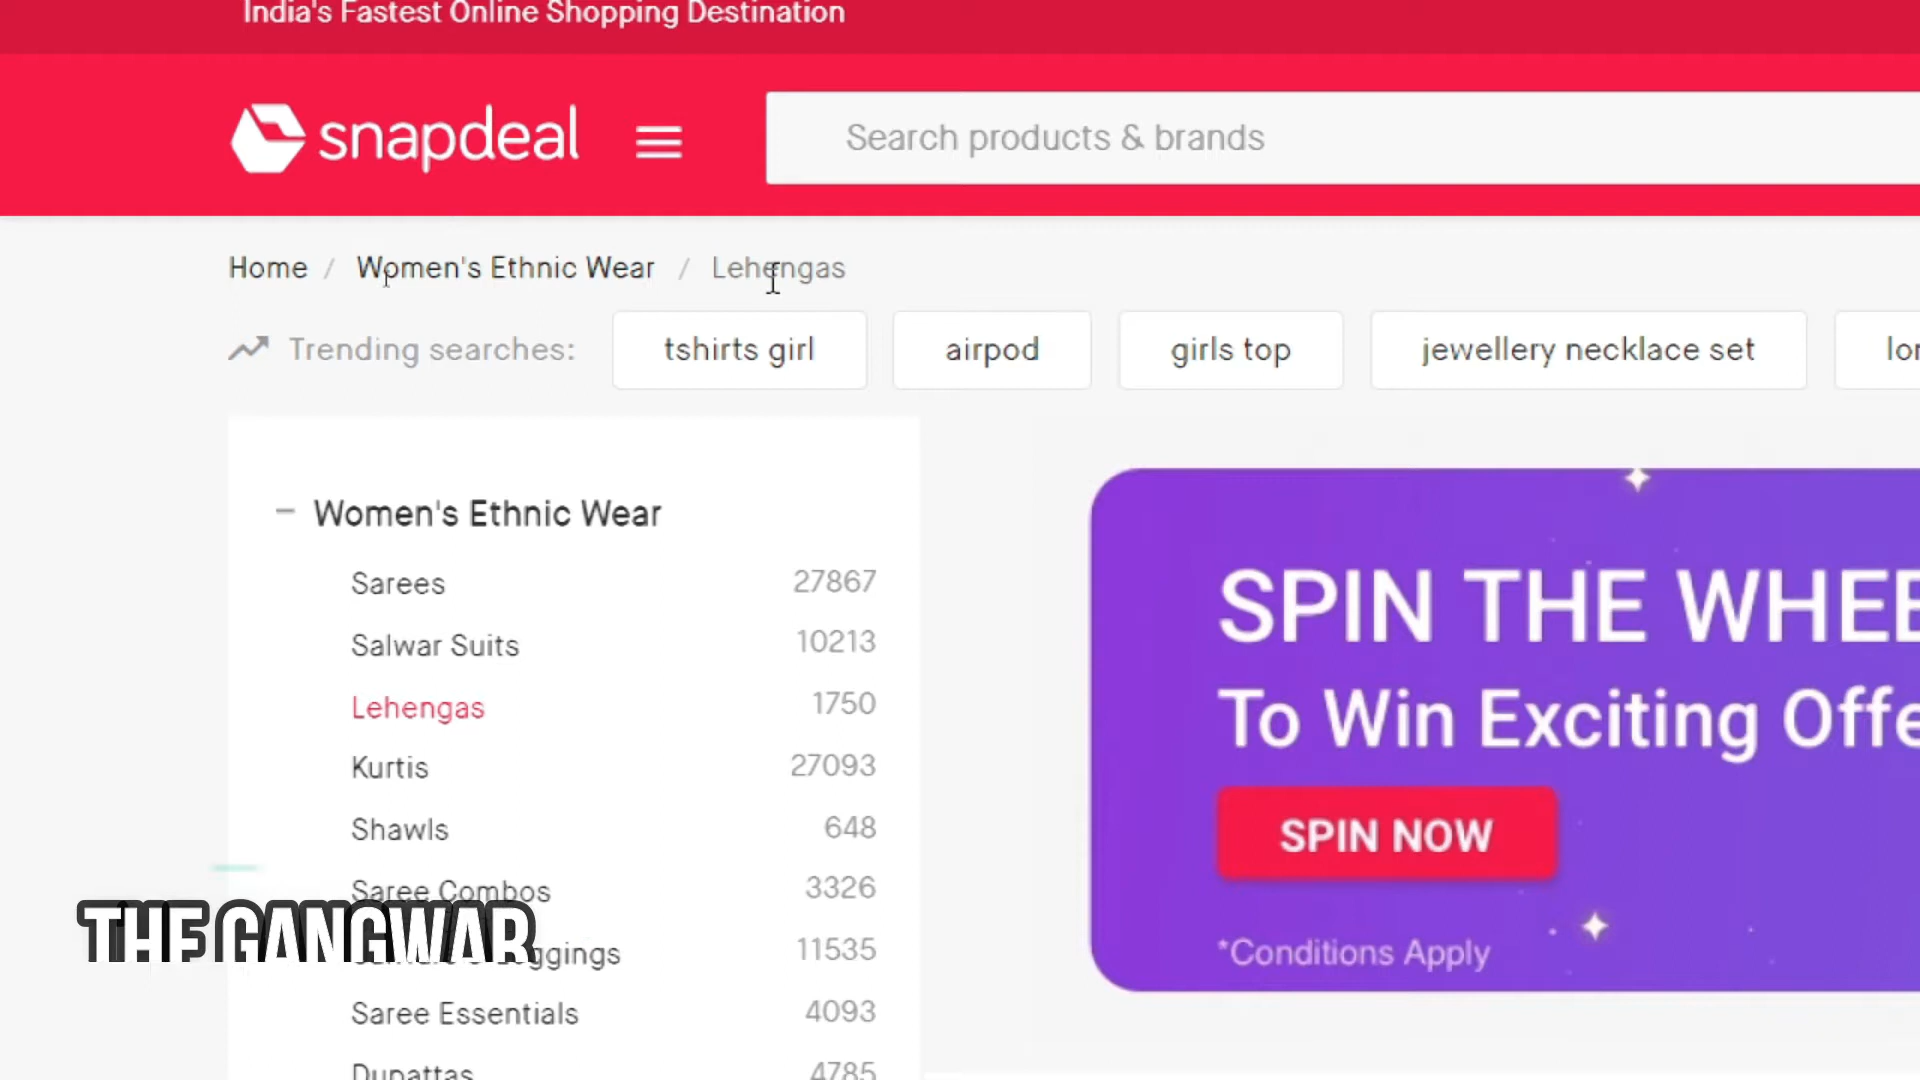 India's Fastest Online Shopping Destination
snapdeal
Search products & brands
Home / Women's Ethnic Wear / Lehengas
Trending searches: tshirts girl airpod girls top jewellery necklace set
— Women's Ethnic Wear
Sarees 27867
Salwar Suits 10213
Lehengas 1750
Kurtis 27093
Shawls 648
Saree Combos 3326
THE GANGWAR
11535
Saree Essentials 4093
Dupattas 4785
SPIN THE
To Win Exciting
SPIN NOW
*Conditions Apply